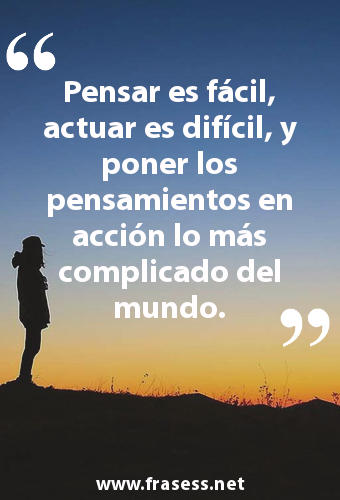 “
Pensar es fácil,
actuar es difícil, y
poner los
pensamientos en
acción lo más
complicado del
mundo.
”
www.frasess.net